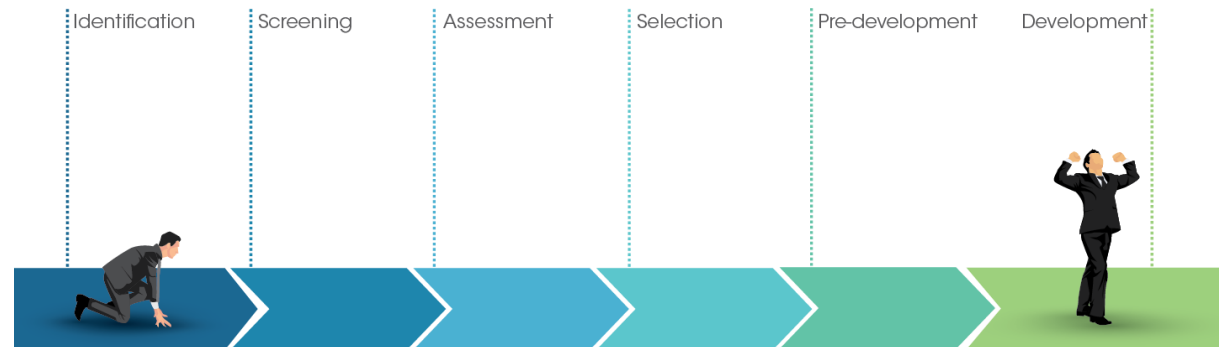 Identification
Screening
Assessment
Selection
Pre-development
Development